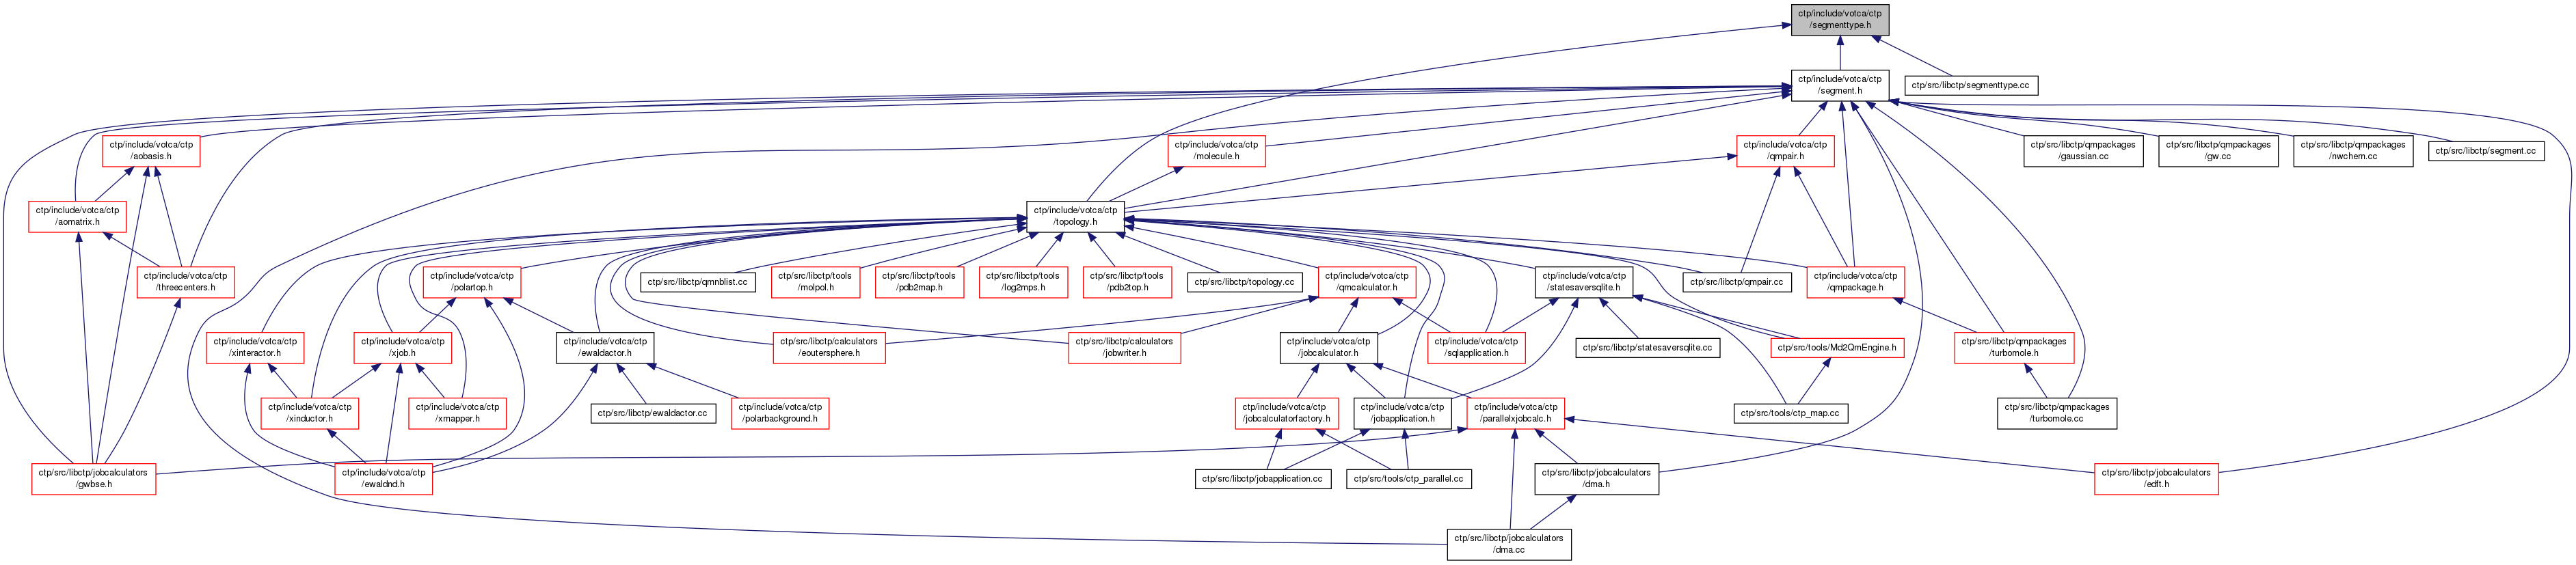 ctp/include/votca/ctp
/segmenttype.h
ctp/include/votca/ctp
/segment.h
ctp/src/libctp/segmenttype.cc
ctp/include/votca/ctp
/aobasis.h
ctp/include/votca/ctp
/molecule.h
ctp/include/votca/ctp
/qmpair.h
ctp/src/libctp/qmpackages
/gaussian.cc
ctp/src/libctp/qmpackages
/gw.cc
ctp/src/libctp/qmpackages
/nwchem.cc
ctp/src/libctp/segment.cc
ctp/include/votca/ctp
/aomatrix.h
ctp/include/votca/ctp
/topology.h
ctp/include/votca/ctp
/threecenters.h
ctp/include/votca/ctp
/polartop.h
ctp/src/libctp/qmnblist.cc
ctp/src/libctp/tools
/molpol.h
ctp/src/libctp/tools
/pdb2map.h
ctp/src/libctp/tools
/log2mps.h
ctp/src/libctp/tools
/pdb2top.h
ctp/src/libctp/topology.cc
ctp/include/votca/ctp
/qmcalculator.h
ctp/include/votca/ctp
/statesaversqlite.h
ctp/src/libctp/qmpair.cc
ctp/include/votca/ctp
/qmpackage.h
ctp/include/votca/ctp
/xinteractor.h
ctp/include/votca/ctp
/xjob.h
ctp/include/votca/ctp
/ewaldactor.h
ctp/src/libctp/calculators
/eoutersphere.h
ctp/src/libctp/calculators
/jobwriter.h
ctp/include/votca/ctp
/jobcalculator.h
ctp/include/votca/ctp
/sqlapplication.h
ctp/src/libctp/statesaversqlite.cc
ctp/src/tools/Md2QmEngine.h
ctp/src/libctp/qmpackages
/turbomole.h
ctp/include/votca/ctp
/xinductor.h
ctp/include/votca/ctp
/xmapper.h
ctp/src/libctp/ewaldactor.cc
ctp/include/votca/ctp
/polarbackground.h
ctp/include/votca/ctp
/jobcalculatorfactory.h
ctp/include/votca/ctp
/jobapplication.h
ctp/include/votca/ctp
/parallelxjobcalc.h
ctp/src/tools/ctp_map.cc
ctp/src/libctp/qmpackages
/turbomole.cc
ctp/src/libctp/jobcalculators
/gwbse.h
ctp/include/votca/ctp
/ewaldnd.h
ctp/src/libctp/jobapplication.cc
ctp/src/tools/ctp_parallel.cc
ctp/src/libctp/jobcalculators
/dma.h
ctp/src/libctp/jobcalculators
/edft.h
ctp/src/libctp/jobcalculators
/dma.cc